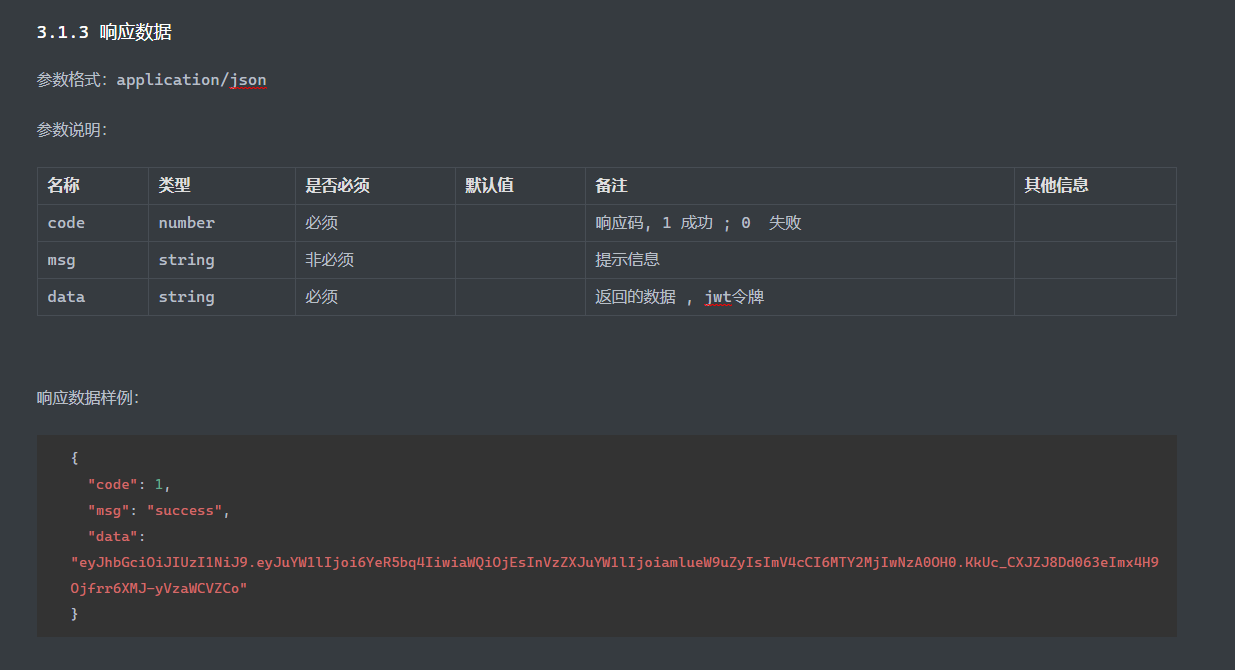 3.1.3 响应数据
参数格式：application/json
参数说明：
名称 类型 是否必须 默认值 备注 其他信息
code number 必须 响应码, 1 成功 ; 0 失败
msg string 非必须 提示信息
data string 必须 返回的数据 , jwt令牌
响应数据样例：
{
"code": 1,
"msg": "success",
"data":
"eyJhbGciOiJIUzI1NiJ9.eyJuYW1lIjoi6YeR5bq4IiwiaWQiOjEsInVzZXJuYW1lIjoiamlueW9uZyIsImV4cCI6MTY2MjIwNzA0OH0.KkUc_CXJZJ8Dd063eImx4H9
Ojfrr6XMJ-yVzaWCVZCo"
}